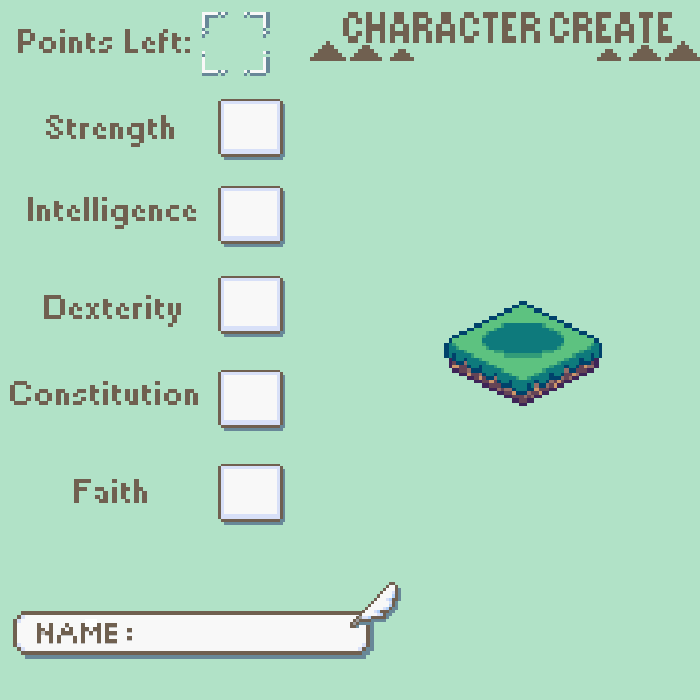 Points Left:
CHARACTER CREATE
Strength
Intelligence
Dexterity
Constitution
Faith
NAME: